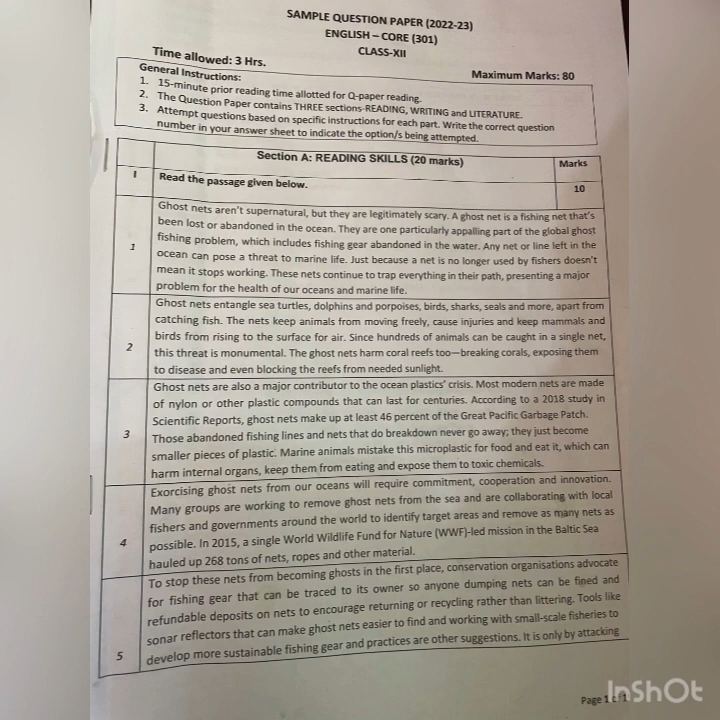 SAMPLE QUESTION PAPER (2022-23)
ENGLISH – CORE (301)
CLASS-XII
Time allowed: 3 Hrs.
Maximum Marks: 80
General Instructions:
1. 15-minute prior reading time allotted for Q-paper reading.
2. The Question Paper contains THREE sections-READING, WRITING and LITERATURE.
3. Attempt questions based on specific instructions for each part. Write the correct question
number in your answer sheet to indicate the option/s being attempted.
Section A: READING SKILLS (20 marks)
Marks
I
Read the passage given below.
10
Ghost nets aren't supernatural, but they are legitimately scary. A ghost net is a fishing net that's
been lost or abandoned in the ocean. They are one particularly appalling part of the global ghost
fishing problem, which includes fishing gear abandoned in the water. Any net or line left in the
1
ocean can pose a threat to marine life. Just because a net is no longer used by fishers doesn't
mean it stops working. These nets continue to trap everything in their path, presenting a major
problem for the health of our oceans and marine life.
Ghost nets entangle sea turtles, dolphins and porpoises, birds, sharks, seals and more, apart from
catching fish. The nets keep animals from moving freely, cause injuries and keep mammals and
birds from rising to the surface for air. Since hundreds of animals can be caught in a single net,
2
this threat is monumental. The ghost nets harm coral reefs too—breaking corals, exposing them
to disease and even blocking the reefs from needed sunlight.
Ghost nets are also a major contributor to the ocean plastics' crisis. Most modern nets are made
of nylon or other plastic compounds that can last for centuries. According to a 2018 study in
Scientific Reports, ghost nets make up at least 46 percent of the Great Pacific Garbage Patch.
3
Those abandoned fishing lines and nets that do breakdown never go away; they just become
smaller pieces of plastic. Marine animals mistake this microplastic for food and eat it, which can
harm internal organs, keep them from eating and expose them to toxic chemicals.
Exorcising ghost nets from our oceans will require commitment, cooperation and innovation.
Many groups are working to remove ghost nets from the sea and are collaborating with local
fishers and governments around the world to identify target areas and remove as many nets as
4
possible. In 2015, a single World Wildlife Fund for Nature (WWF)-led mission in the Baltic Sea
hauled up 268 tons of nets, ropes and other material.
To stop these nets from becoming ghosts in the first place, conservation organisations advocate
for fishing gear that can be traced to its owner so anyone dumping nets can be fined and
refundable deposits on nets to encourage returning or recycling rather than littering. Tools like
sonar reflectors that can make ghost nets easier to find and working with small-scale fisheries to
5
develop more sustainable fishing gear and practices are other suggestions. It is only by attacking
Page 1 of 1
InShOt